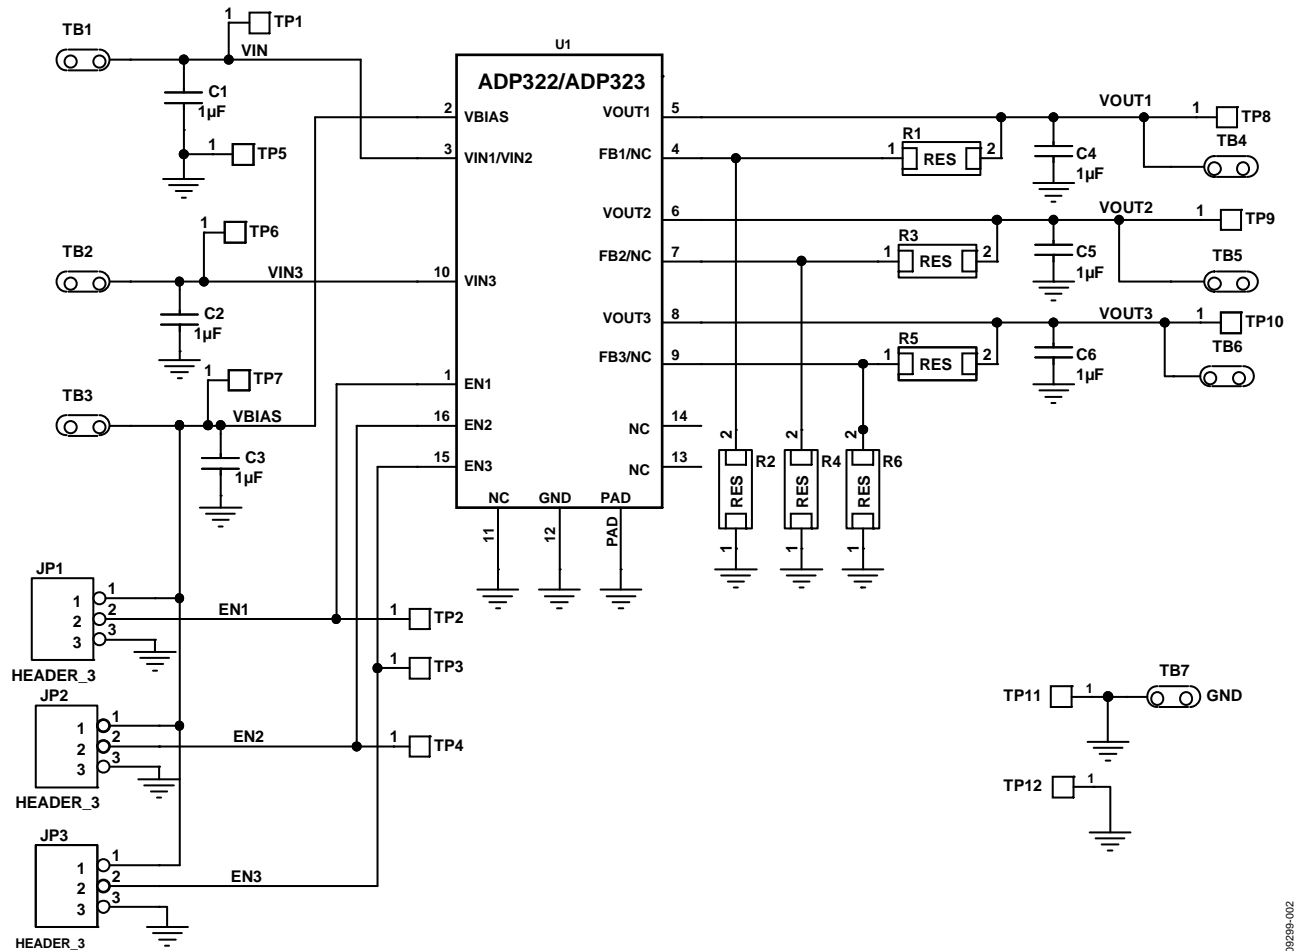 U1
ADP322/ADP323
TB1
1
TP1
VIN
C1
1µF
1
TP5
2
VBIAS
3
VIN1/VIN2
VOUT1
5
FB1/NC
4
R1
1
RES
2
VOUT1
1
TP8
TB4
C4
1µF
TB2
1
TP6
VIN3
C2
1µF
10
VIN3
VOUT2
6
FB2/NC
7
R3
1
RES
2
VOUT2
1
TP9
TB5
C5
1µF
VOUT3
8
FB3/NC
9
R5
1
RES
2
VOUT3
1
TP10
TB6
C6
1µF
TB3
1
TP7
VBIAS
C3
1µF
1
EN1
16
EN2
15
EN3
NC
14
NC
13
NC
GND
PAD
11
12
PAD
2
R2
RES
1
2
R4
RES
1
2
R6
RES
1
JP1
1
1
2
2
3
3
HEADER_3
EN1
1
TP2
1
TP3
JP2
1
1
2
2
3
3
HEADER_3
EN2
1
TP4
JP3
1
1
2
2
3
3
HEADER_3
EN3
TP11
1
TB7
GND
TP12
1
09299-002